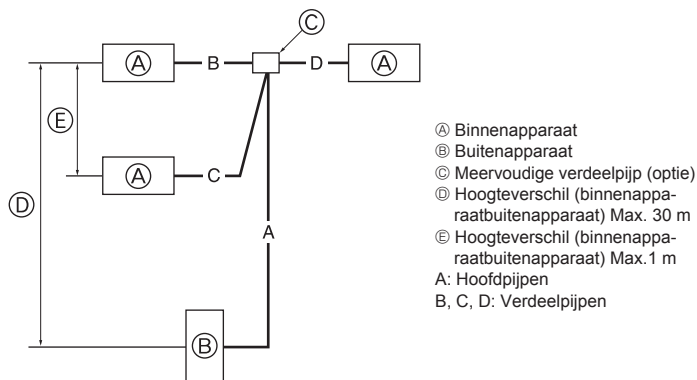 Ⓒ
Ⓐ B D Ⓐ
Ⓔ
Ⓐ C
Ⓓ
A
Ⓑ
Ⓐ Binnenapparaat
Ⓑ Buitenapparaat
Ⓒ Meervoudige verdeelpijp (optie)
Ⓓ Hoogteverschil (binnenappa-
raatbuitenapparaat) Max. 30 m
Ⓔ Hoogteverschil (binnenappa-
raatbuitenapparaat) Max.1 m
A: Hoofdpijpen
B, C, D: Verdeelpijpen